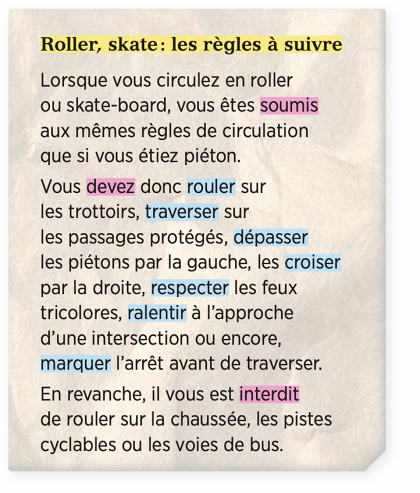 Roller, skate : les règles à suivre
Lorsque vous circulez en roller
ou skate-board, vous êtes soumis
aux mêmes règles de circulation
que si vous étiez piéton.
Vous devez donc rouler sur
les trottoirs, traverser sur
les passages protégés, dépasser
les piétons par la gauche, les croiser
par la droite, respecter les feux
tricolores, ralentir à l’approche
d’une intersection ou encore,
marquer l’arrêt avant de traverser.
En revanche, il vous est interdit
de rouler sur la chaussée, les pistes
cyclables ou les voies de bus.